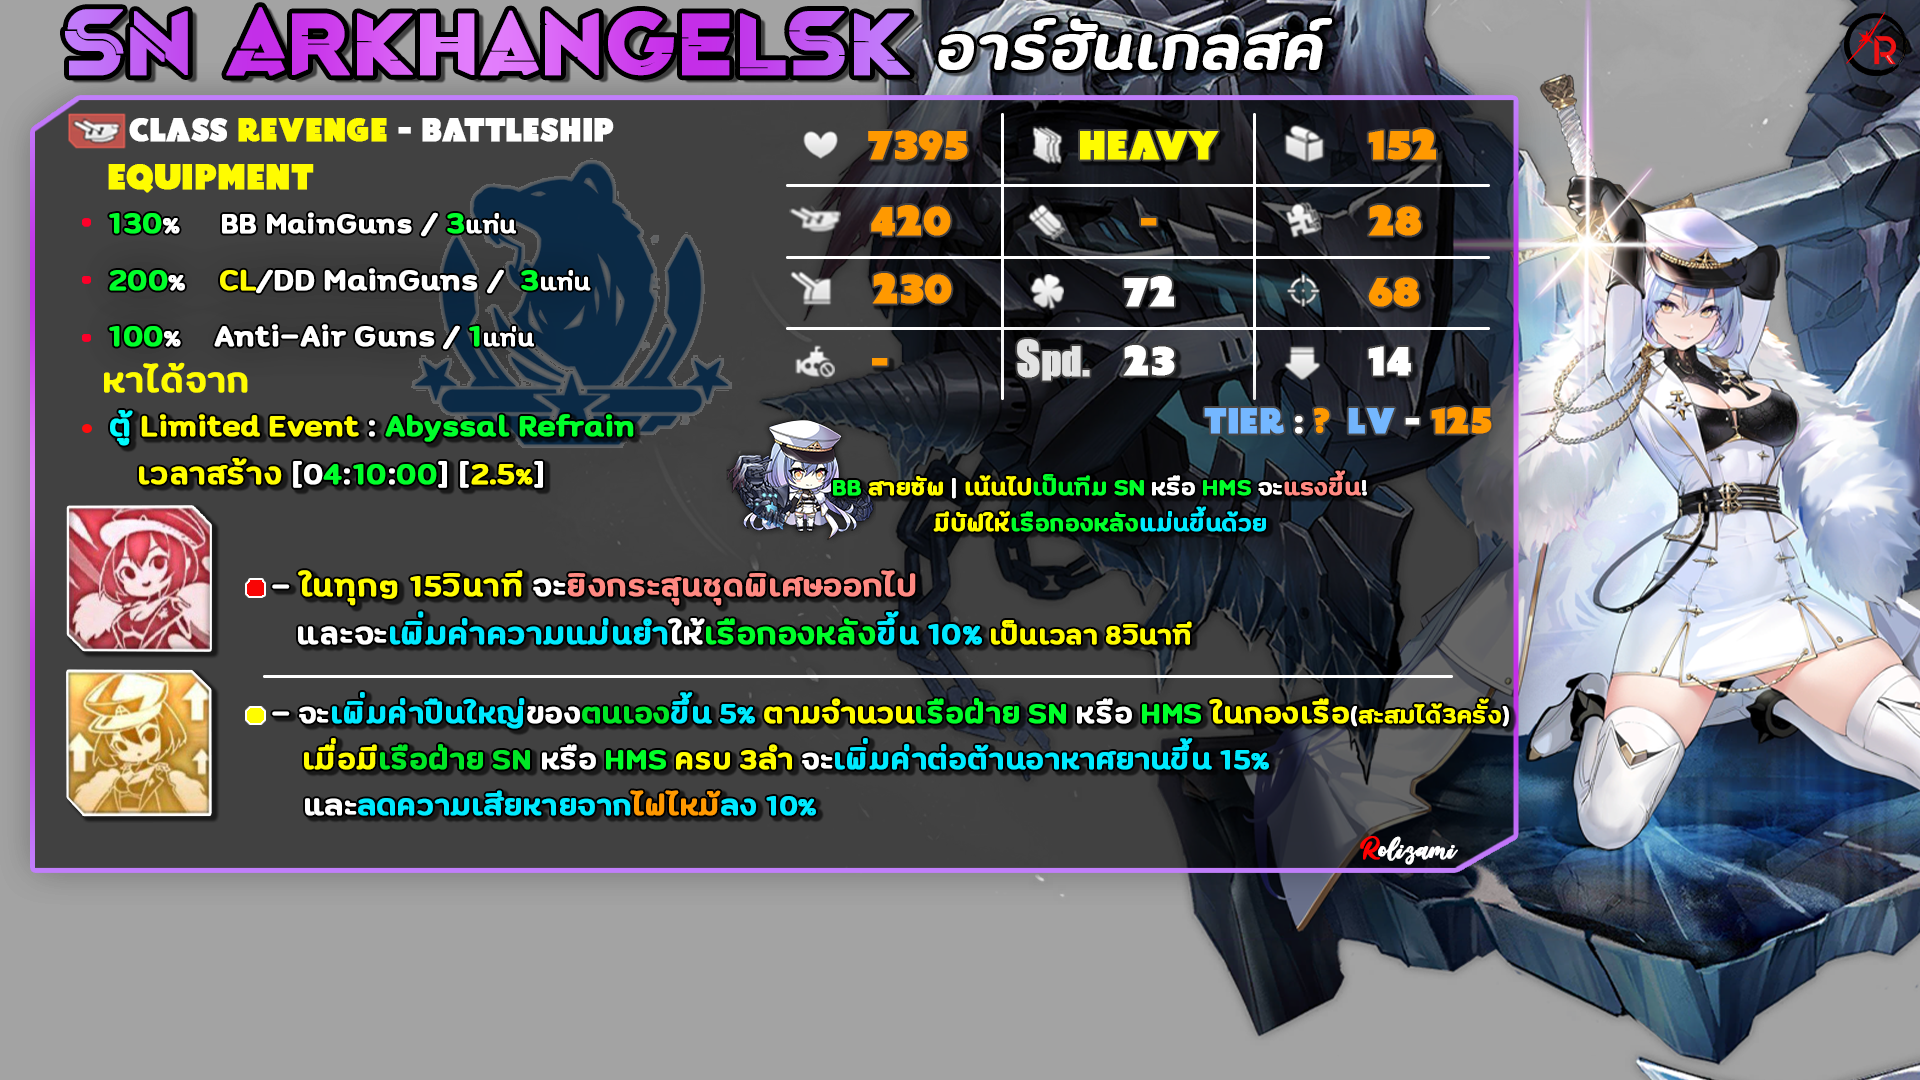 SN ARKHANGELSK อาร์ฮันเกลสค์
CLASS REVENGE - BATTLESHIP
EQUIPMENT
130% BB MainGuns / 3แท่น
200% CL/DD MainGuns / 3แท่น
100% Anti-Air Guns / 1แท่น
หาได้จาก
ตู้ Limited Event : Abyssal Refrain
เวลาสร้าง [04:10:00] [2.5%]
7395 HEAVY 152
420 - 28
230 72 68
- Spd. 23 14
TIER : ? LV - 125
BB สายซัพ | เน้นไปเป็นทีม SN หรือ HMS จะแรงขึ้น!
มีบัฟให้เรือกองหลังแม่นขึ้นด้วย
- ในทุกๆ 15วินาที จะยิงกระสุนชุดพิเศษออกไป
และจะเพิ่มค่าความแม่นยำให้เรือกองหลังขึ้น 10% เป็นเวลา 8วินาที
- จะเพิ่มค่าปืนใหญ่ของตนเองขึ้น 5% ตามจำนวนเรือฝ่าย SN หรือ HMS ในกองเรือ(สะสมได้3ครั้ง)
เมื่อมีเรือฝ่าย SN หรือ HMS ครบ 3ลำ จะเพิ่มค่าต่อต้านอาหาศยานขึ้น 15%
และลดความเสียหายจากไฟไหม้ลง 10%
Rolizami
R